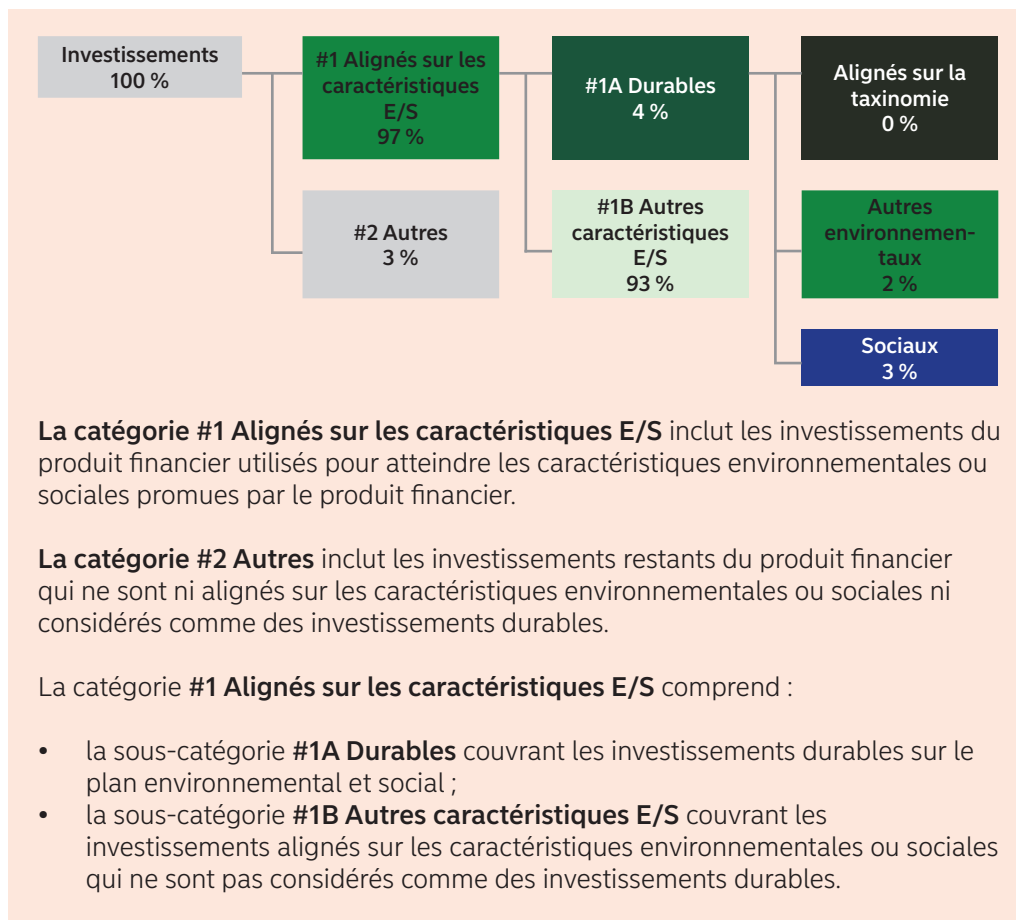 Investissements
100 %
#1 Alignés sur les
caractéristiques
E/S
97 %
#1A Durables
4 %
Alignés sur la
taxinomie
0 %
#2 Autres
3 %
#1B Autres
caractéristiques
E/S
93 %
Autres
environnemen-
taux
2 %
Sociaux
3 %
La catégorie #1 Alignés sur les caractéristiques E/S inclut les investissements du
produit financier utilisés pour atteindre les caractéristiques environnementales ou
sociales promues par le produit financier.
La catégorie #2 Autres inclut les investissements restants du produit financier
qui ne sont ni alignés sur les caractéristiques environnementales ou sociales ni
considérés comme des investissements durables.
La catégorie #1 Alignés sur les caractéristiques E/S comprend :
• la sous-catégorie #1A Durables couvrant les investissements durables sur le
plan environnemental et social ;
• la sous-catégorie #1B Autres caractéristiques E/S couvrant les
investissements alignés sur les caractéristiques environnementales ou sociales
qui ne sont pas considérés comme des investissements durables.